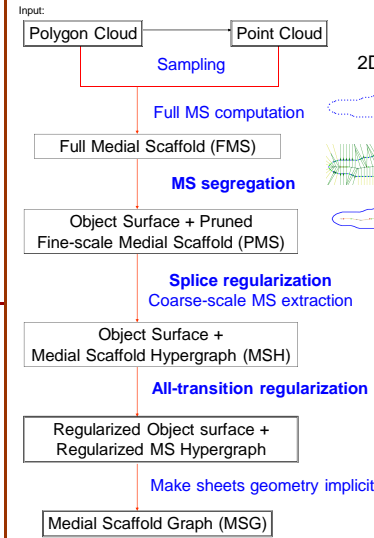 Input:
Polygon Cloud
Point Cloud
Sampling
2D
Full MS computation
Full Medial Scaffold (FMS)
MS segregation
Object Surface + Pruned
Fine-scale Medial Scaffold (PMS)
Splice regularization
Coarse-scale MS extraction
Object Surface +
Medial Scaffold Hypergraph (MSH)
All-transition regularization
Regularized Object surface +
Regularized MS Hypergraph
Make sheets geometry implicit
Medial Scaffold Graph (MSG)